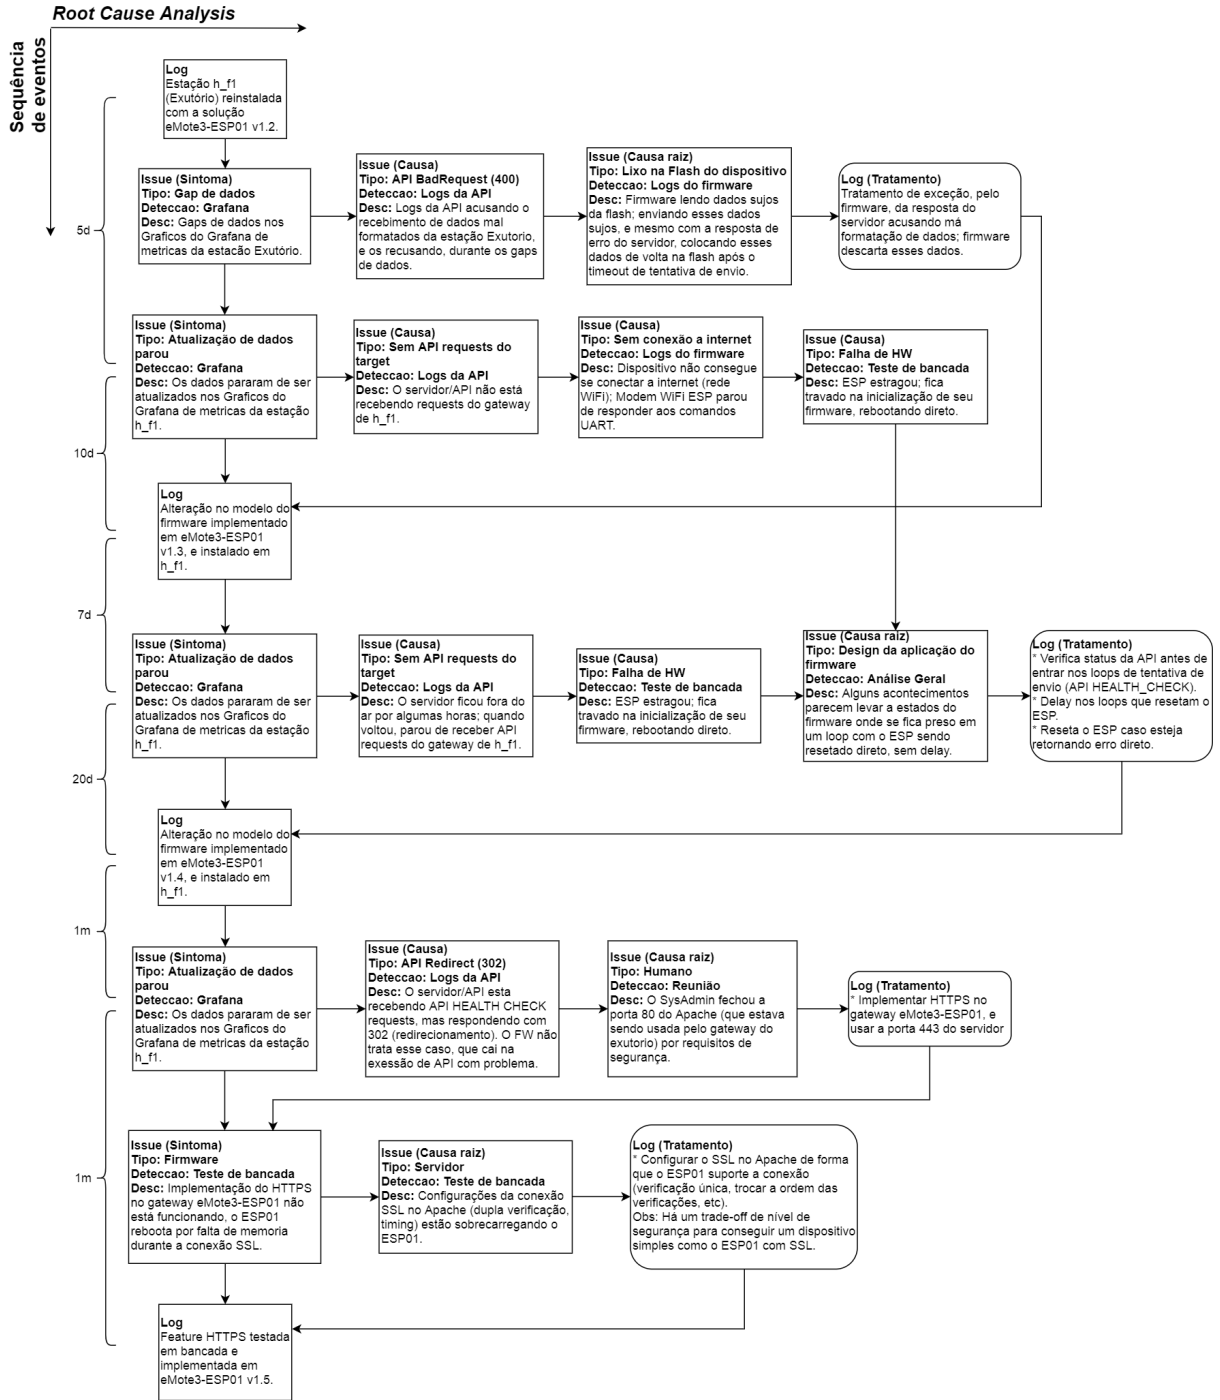 Root Cause Analysis
Sequência
de eventos
Log
Estação h_f1
(Exutório) reinstalada
com a solução
eMote3-ESP01 v1.2.
5d
Issue (Sintoma)
Tipo: Gap de dados
Deteccao: Grafana
Desc: Gaps de dados nos
Graficos do Grafana de
metricas da estacão Exutório.
Issue (Causa)
Tipo: API BadRequest (400)
Deteccao: Logs da API
Desc: Logs da API acusando o
recebimento de dados mal
formatados da estação Exutorio,
e os recusando, durante os gaps
de dados.
Issue (Causa raiz)
Tipo: Lixo na Flash do dispositivo
Deteccao: Logs do firmware
Desc: Firmware lendo dados sujos
da flash; enviando esses dados
sujos, e mesmo com a resposta de
erro do servidor, colocando esses
dados de volta na flash após o
timeout de tentativa de envio.
Log (Tratamento)
Tratamento de exceção, pelo
firmware, da resposta do
servidor acusando má
formatação de dados; firmware
descarta esses dados.
Issue (Sintoma)
Tipo: Atualização de dados
parou
Deteccao: Grafana
Desc: Os dados pararam de ser
atualizados nos Graficos do
Grafana de metricas da estação
h_f1.
Issue (Causa)
Tipo: Sem API requests do
target
Deteccao: Logs da API
Desc: O servidor/API não está
recebendo requests do gateway
de h_f1.
Issue (Causa)
Tipo: Sem conexão a internet
Deteccao: Logs do firmware
Desc: Dispositivo não consegue
se conectar a internet (rede
WiFi); Modem WiFi ESP parou
de responder aos comandos
UART.
Issue (Causa)
Tipo: Falha de HW
Deteccao: Teste de bancada
Desc: ESP estragou; fica
travado na inicialização de seu
firmware, rebootando direto.
10d
Log
Alteração no modelo do
firmware implementado
em eMote3-ESP01
v1.3, e instalado em
h_f1.
7d
Issue (Sintoma)
Tipo: Atualização de dados
parou
Deteccao: Grafana
Desc: Os dados pararam de ser
atualizados nos Graficos do
Grafana de metricas da estação
h_f1.
Issue (Causa)
Tipo: Sem API requests do
target
Deteccao: Logs da API
Desc: O servidor ficou fora do
ar por algumas horas; quando
voltou, parou de receber API
requests do gateway de h_f1.
Issue (Causa)
Tipo: Falha de HW
Deteccao: Teste de bancada
Desc: ESP estragou; fica
travado na inicialização de seu
firmware, rebootando direto.
Issue (Causa raiz)
Tipo: Design da aplicação do
firmware
Deteccao: Análise Geral
Desc: Alguns acontecimentos
parecem levar a estados do
firmware onde se fica preso em
um loop com o ESP sendo
resetado direto, sem delay.
Log (Tratamento)
* Verifica status da API antes de
entrar nos loops de tentativa de
envio (API HEALTH_CHECK).
* Delay nos loops que resetam o
ESP.
* Reseta o ESP caso esteja
retornando erro direto.
20d
Log
Alteração no modelo do
firmware implementado
em eMote3-ESP01
v1.4, e instalado em
h_f1.
1m
Issue (Sintoma)
Tipo: Atualização de dados
parou
Deteccao: Grafana
Desc: Os dados pararam de ser
atualizados nos Graficos do
Grafana de metricas da estação
h_f1.
Issue (Causa)
Tipo: API Redirect (302)
Deteccao: Logs da API
Desc: O servidor/API esta
recebendo API HEALTH CHECK
requests, mas respondendo com
302 (redirecionamento). O FW não
trata esse caso, que cai na
exessão de API com problema.
Issue (Causa raiz)
Tipo: Humano
Deteccao: Reunião
Desc: O SysAdmin fechou a
porta 80 do Apache (que estava
sendo usada pelo gateway do
exutorio) por requisitos de
segurança.
Log (Tratamento)
* Implementar HTTPS no
gateway eMote3-ESP01, e
usar a porta 443 do servidor
1m
Issue (Sintoma)
Tipo: Firmware
Deteccao: Teste de bancada
Desc: Implementação do HTTPS
no gateway eMote3-ESP01 não
está funcionando, o ESP01
reboota por falta de memoria
durante a conexão SSL.
Issue (Causa raiz)
Tipo: Servidor
Deteccao: Teste de bancada
Desc: Configurações da conexão
SSL no Apache (dupla verificação,
timing) estão sobrecarregando o
ESP01.
Log (Tratamento)
* Configurar o SSL no Apache de forma
que o ESP01 suporte a conexão
(verificação única, trocar a ordem das
verificações, etc).
Obs: Há um trade-off de nível de
segurança para conseguir um dispositivo
simples como o ESP01 com SSL.
Log
Feature HTTPS testada
em bancada e
implementada em
eMote3-ESP01 v1.5.